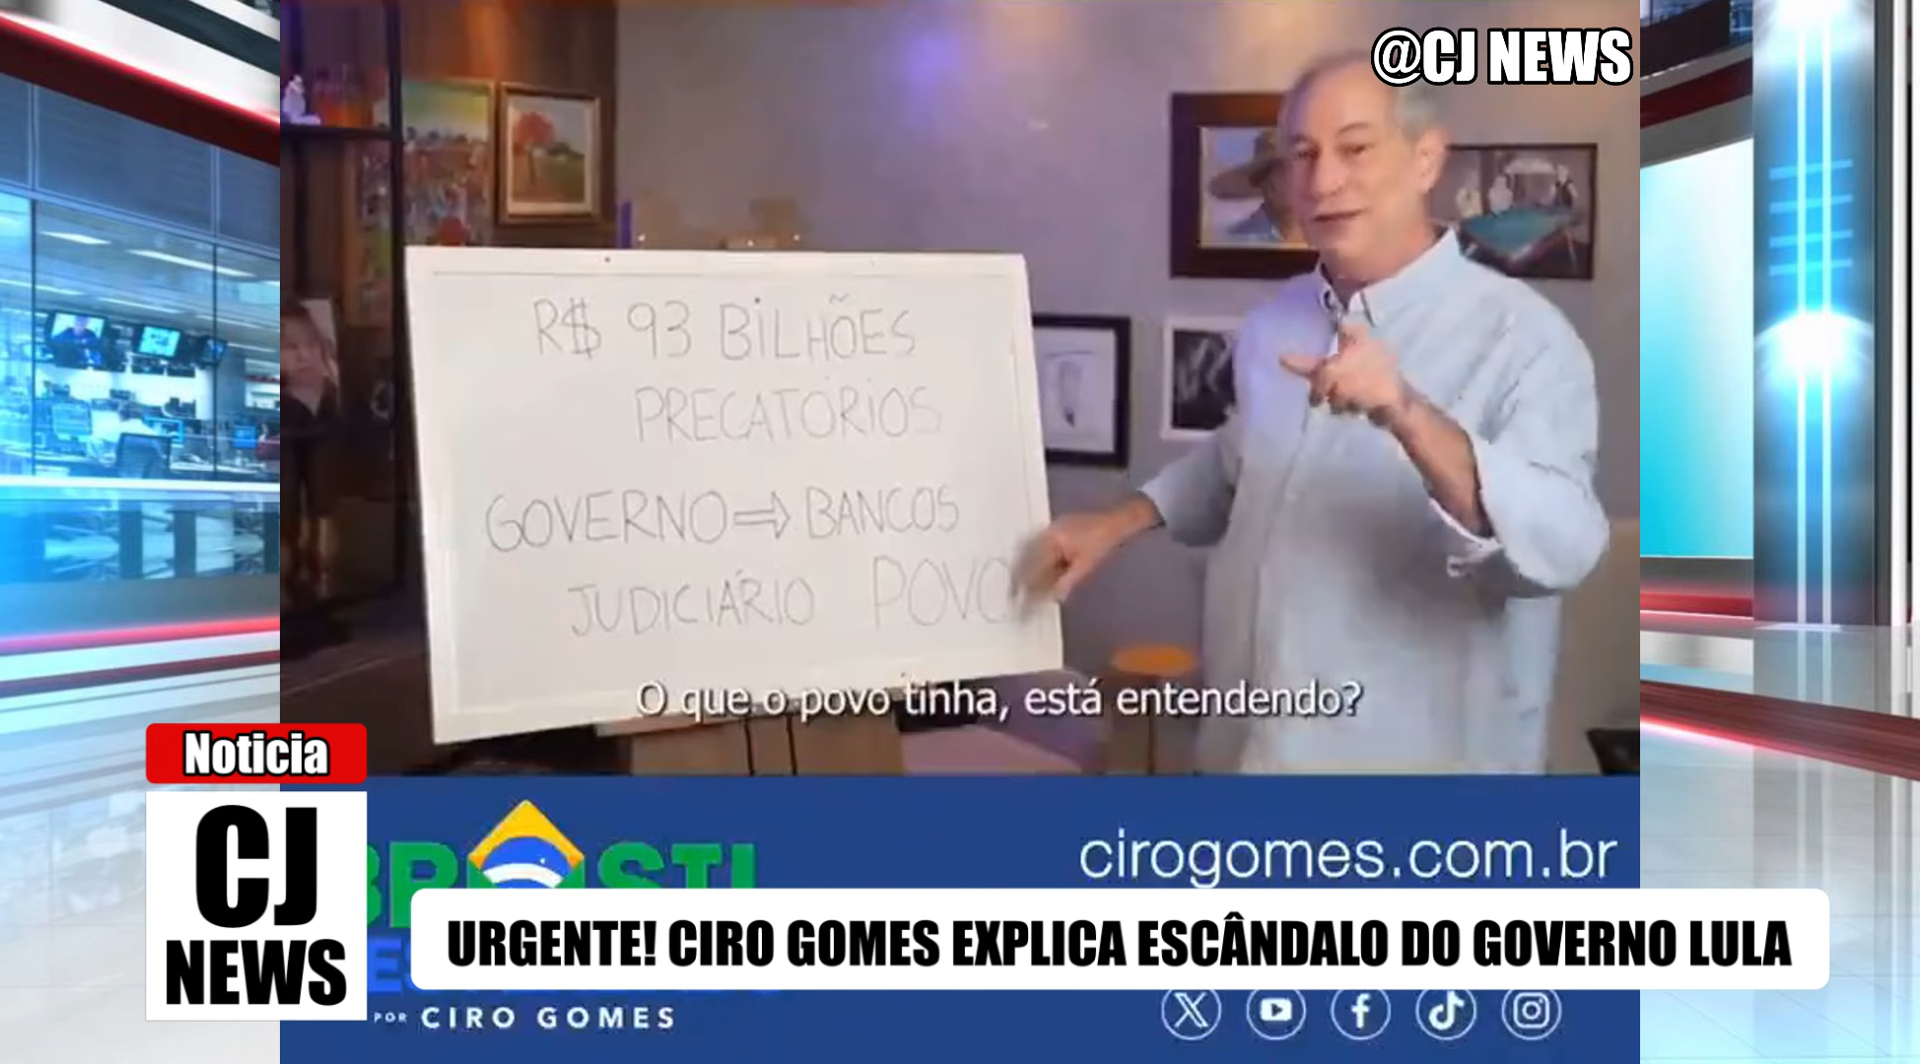 @CJ NEWS
R$ 93 BILHÕES
PRECATÓRIOS
GOVERNO ⇒ BANCOS
JUDICIÁRIO POVO
O que o povo tinha, está entendendo?
Noticia
CJ
NEWS
BRASIL
cirogomes.com.br
URGENTE! CIRO GOMES EXPLICA ESCÂNDALO DO GOVERNO LULA
POR CIRO GOMES